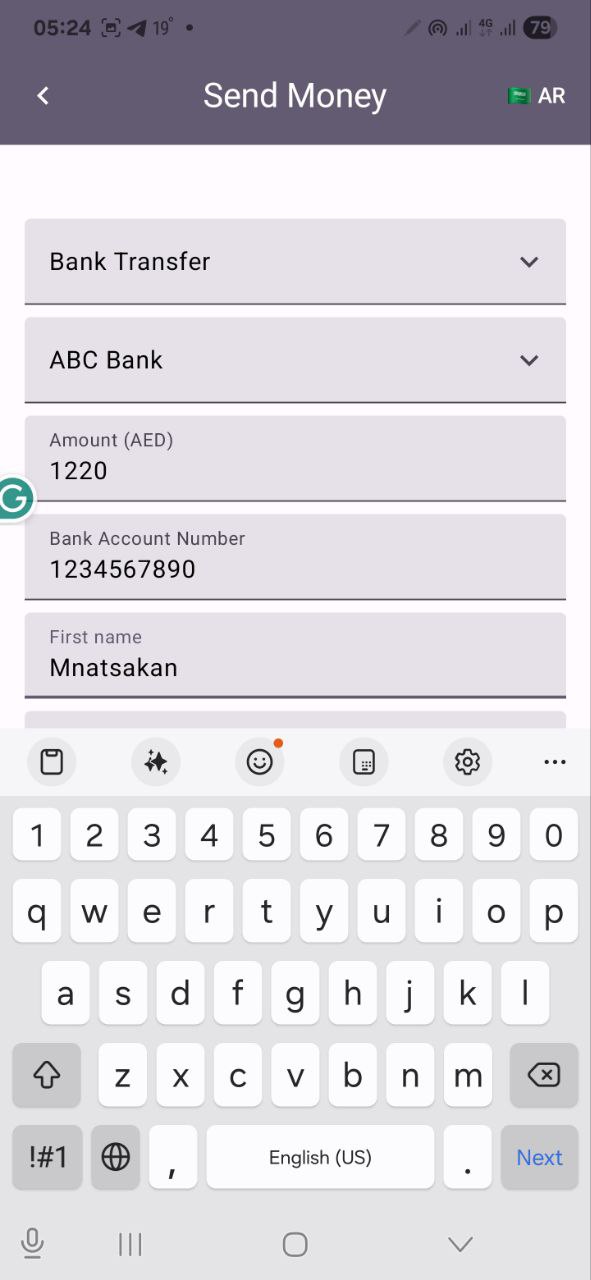 05:24 19° 4G 79
Send Money
AR
Bank Transfer
ABC Bank
Amount (AED)
1220
G
Bank Account Number
1234567890
First name
Mnatsakan
1 2 3 4 5 6 7 8 9 0
q w e r t y u i o p
a s d f g h j k l
z x c v b n m
!#1 , English (US) . Next